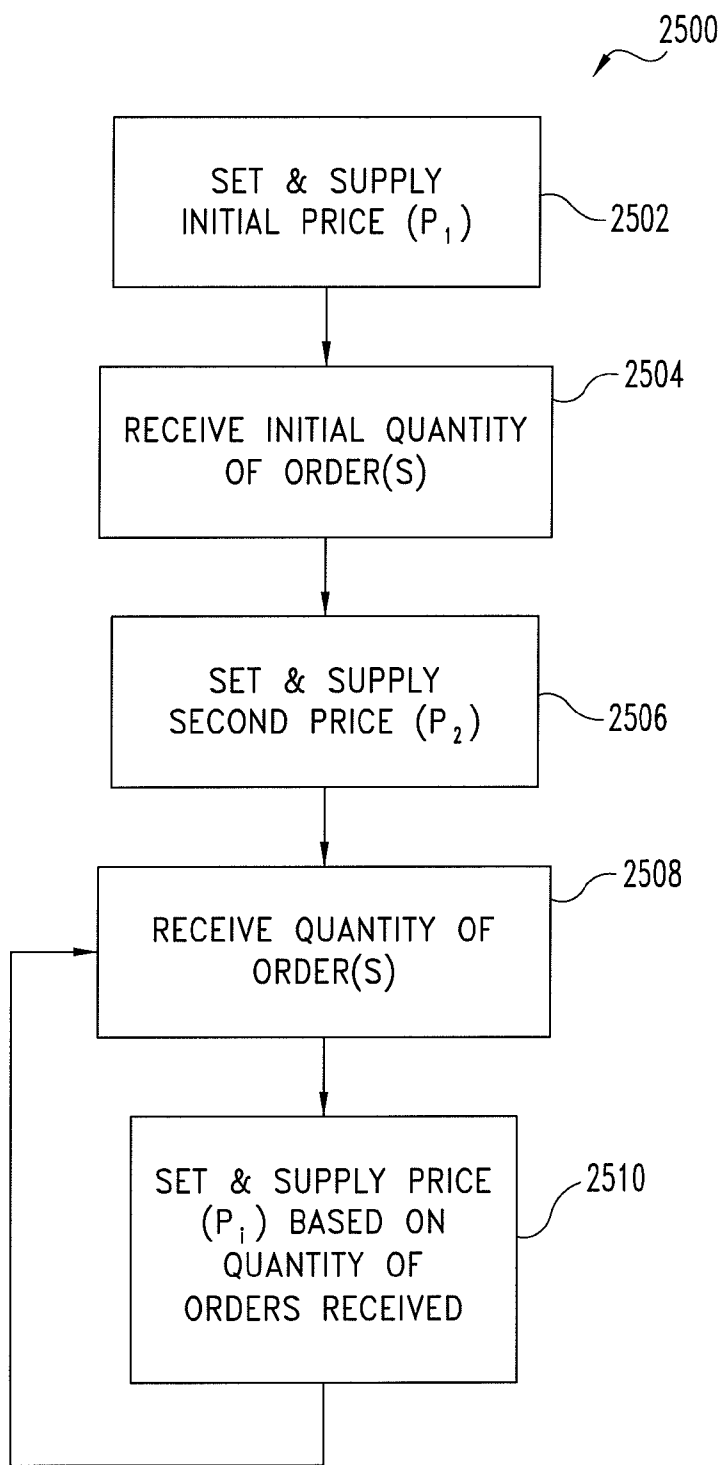 2500
SET & SUPPLY
INITIAL PRICE (P₁)
2502
RECEIVE INITIAL QUANTITY
OF ORDER(S)
2504
SET & SUPPLY
SECOND PRICE (P₂)
2506
RECEIVE QUANTITY OF
ORDER(S)
2508
SET & SUPPLY PRICE
(Pᵢ) BASED ON
QUANTITY OF
ORDERS RECEIVED
2510